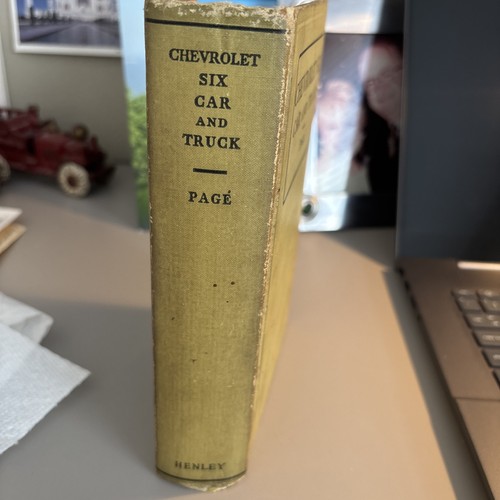 CHEVROLET
SIX
CAR
AND
TRUCK
PAGÉ
HENLEY